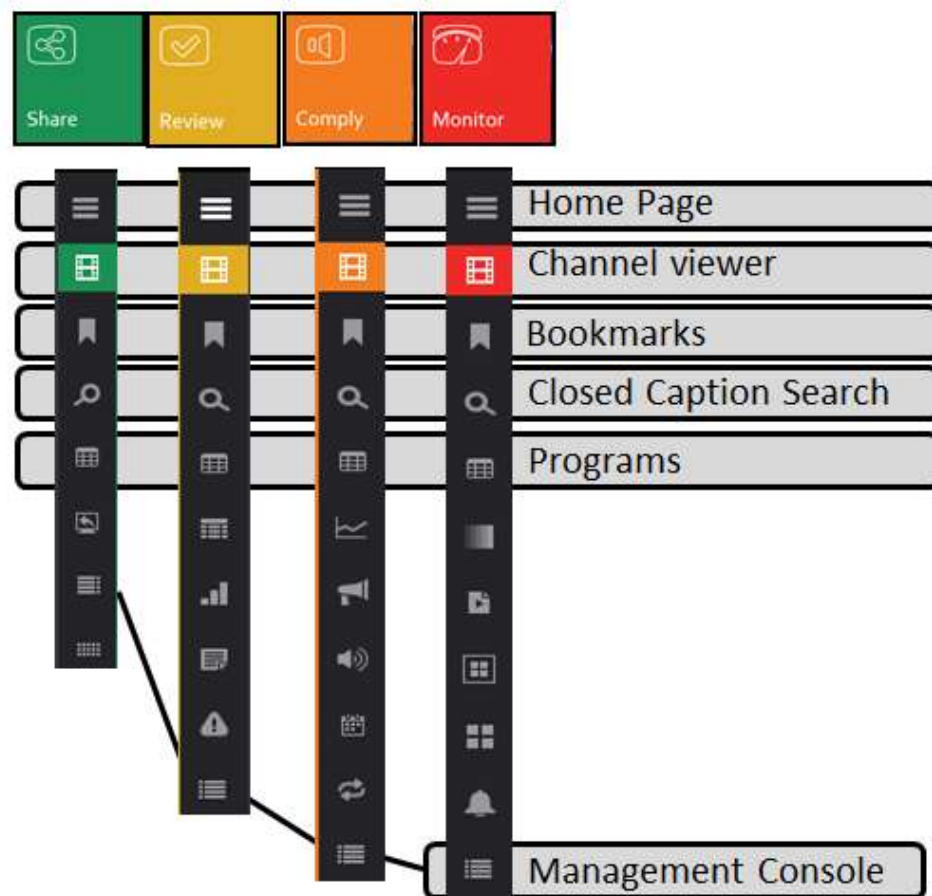 Share
Review
Comply
Monitor
Home Page
Channel viewer
Bookmarks
Closed Caption Search
Programs
Management Console